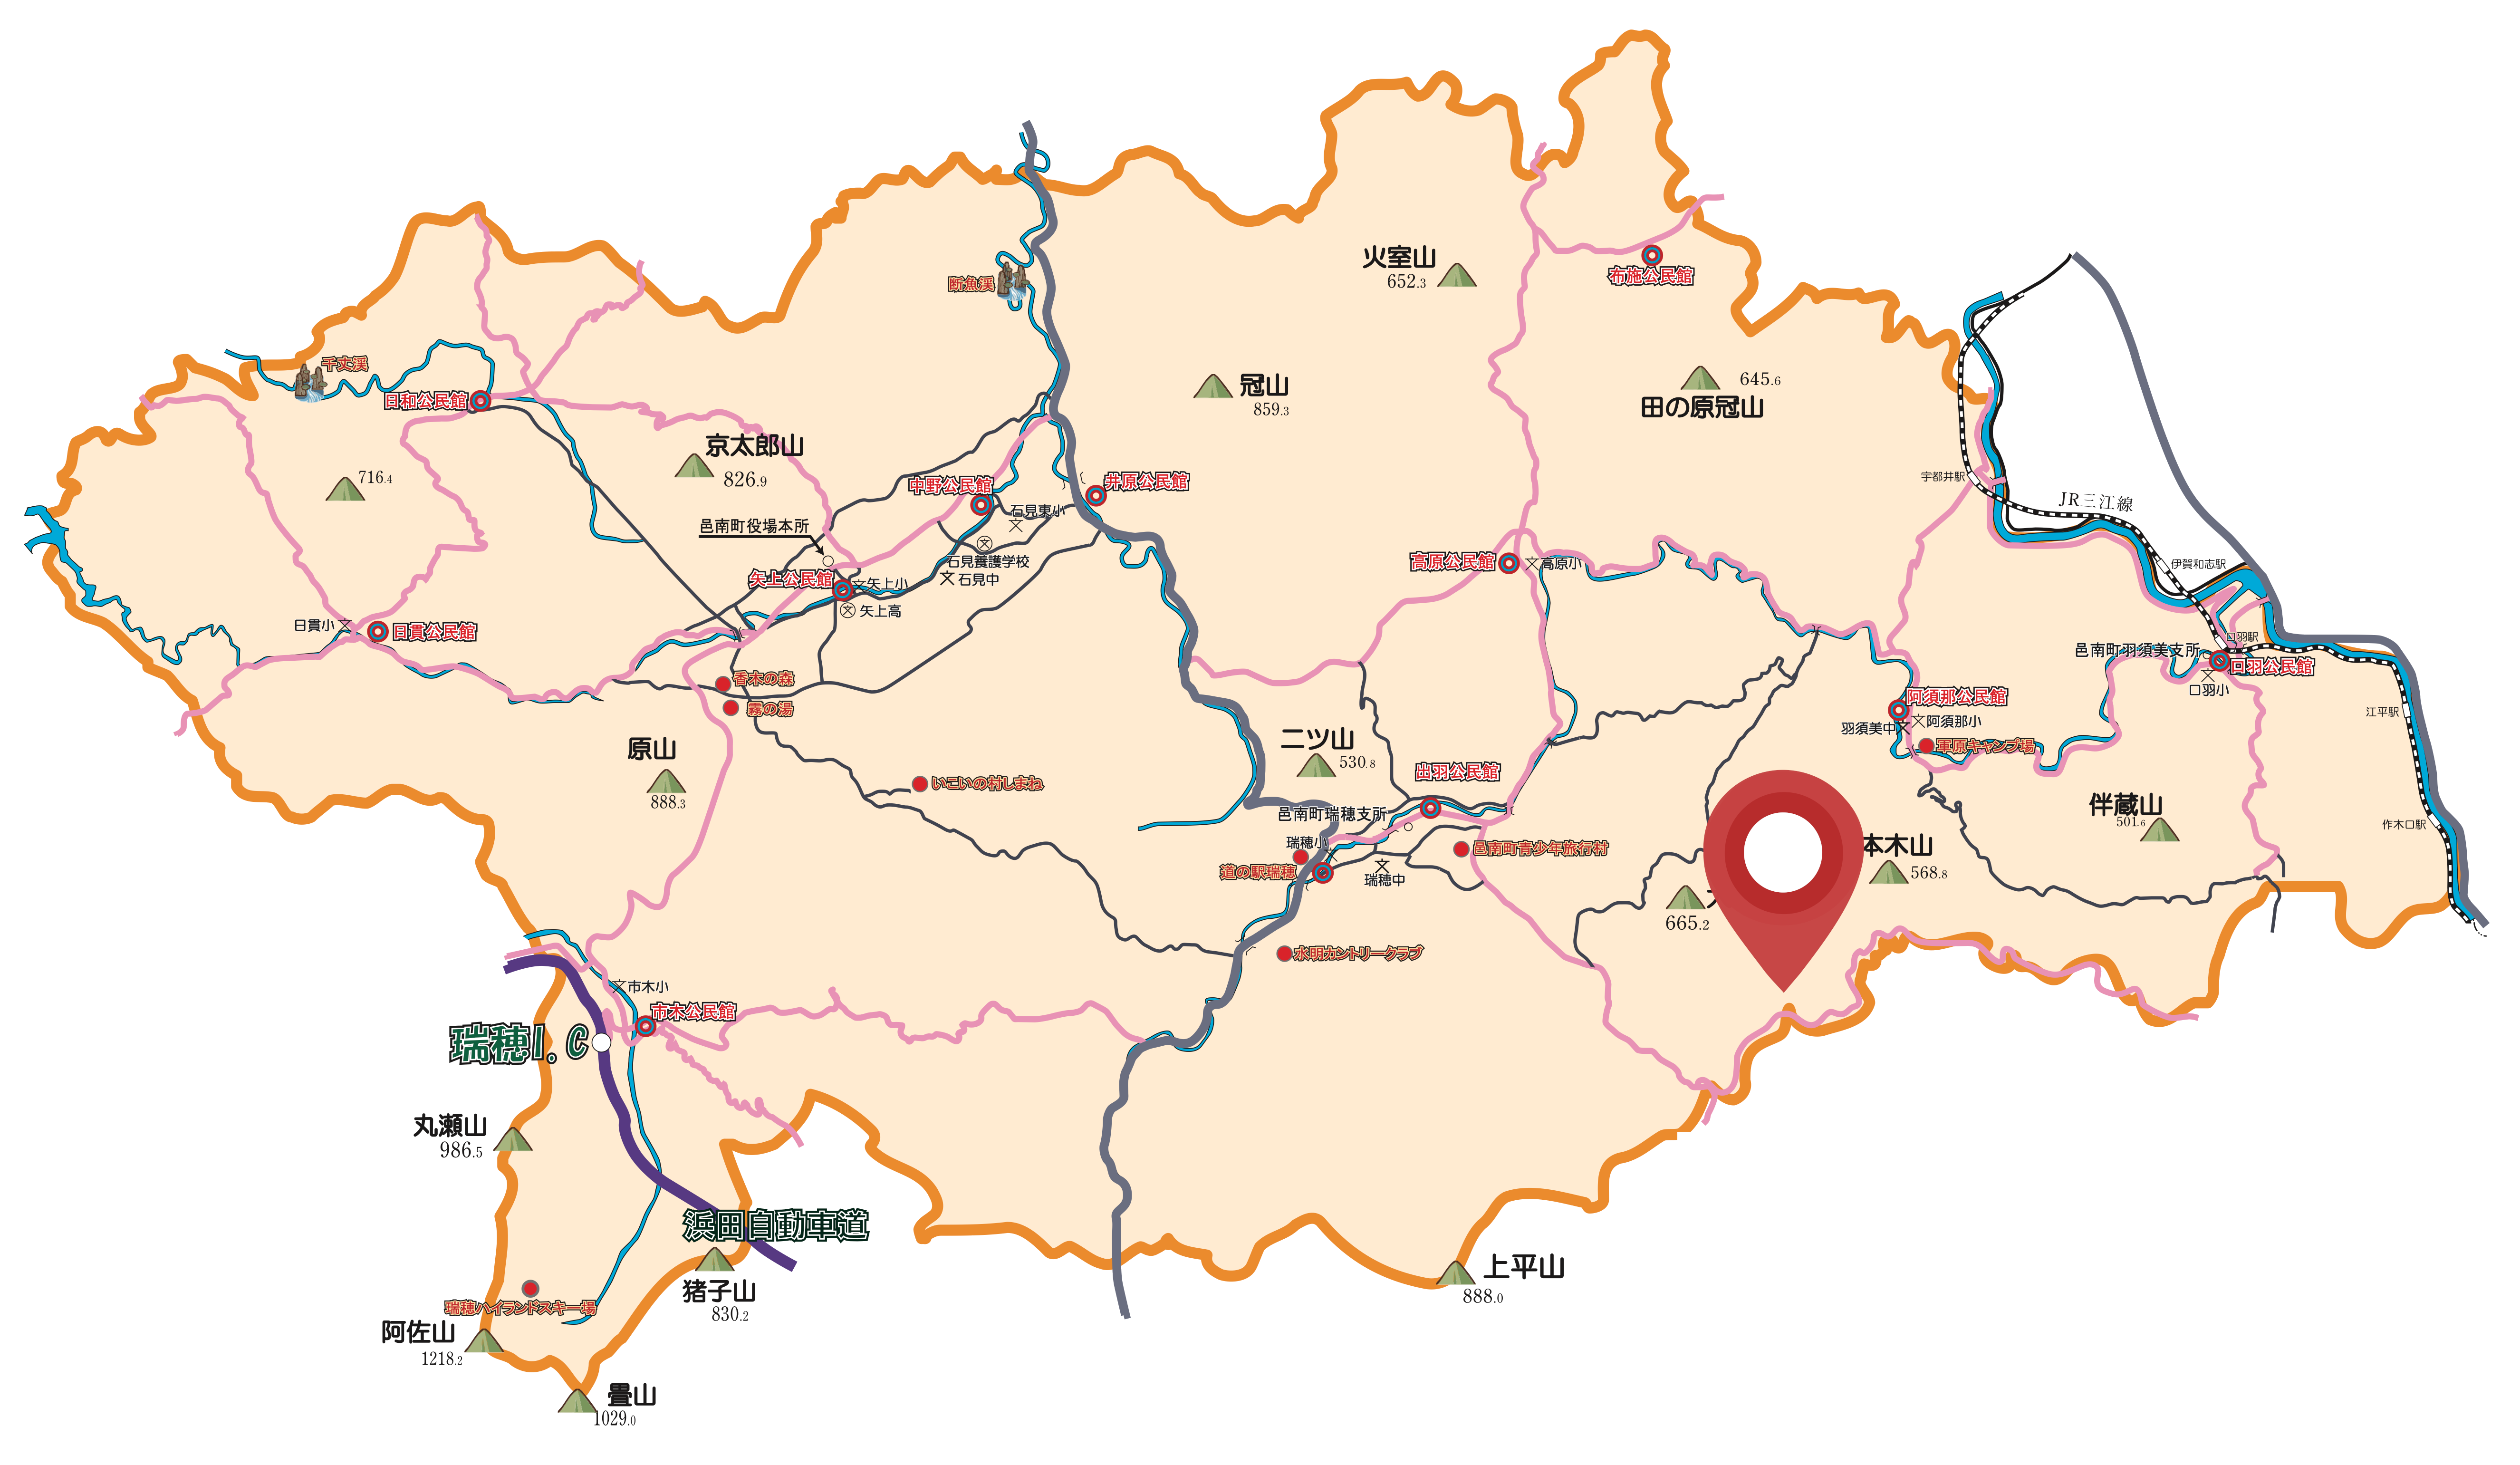 火室山
652.3
布施公民館
断魚渓
千丈渓
日和公民館
冠山
859.3
645.6
田の原冠山
京太郎山
826.9
716.4
中野公民館
井原公民館
石見東小
邑南町役場本所
石見養護学校
石見中
矢上公民館
矢上小
矢上高
宇都井駅
JR三江線
伊賀和志駅
高原公民館
高原小
日貫小
日貫公民館
口羽駅
邑南町羽須美支所
口羽公民館
口羽小
香木の森
霧の湯
阿須那公民館
阿須那小
羽須美中
軍原キャンプ場
江平駅
原山
888.3
二ツ山
530.8
いこいの村しまね
出羽公民館
邑南町瑞穂支所
瑞穂小
道の駅瑞穂
瑞穂中
邑南町青少年旅行村
伴蔵山
501.6
作木口駅
本木山
568.8
665.2
水明カントリークラブ
市木小
市木公民館
瑞穂I.C
丸瀬山
986.5
浜田自動車道
猪子山
830.2
上平山
888.0
瑞穂ハイランドスキー場
阿佐山
1218.2
畳山
1029.0